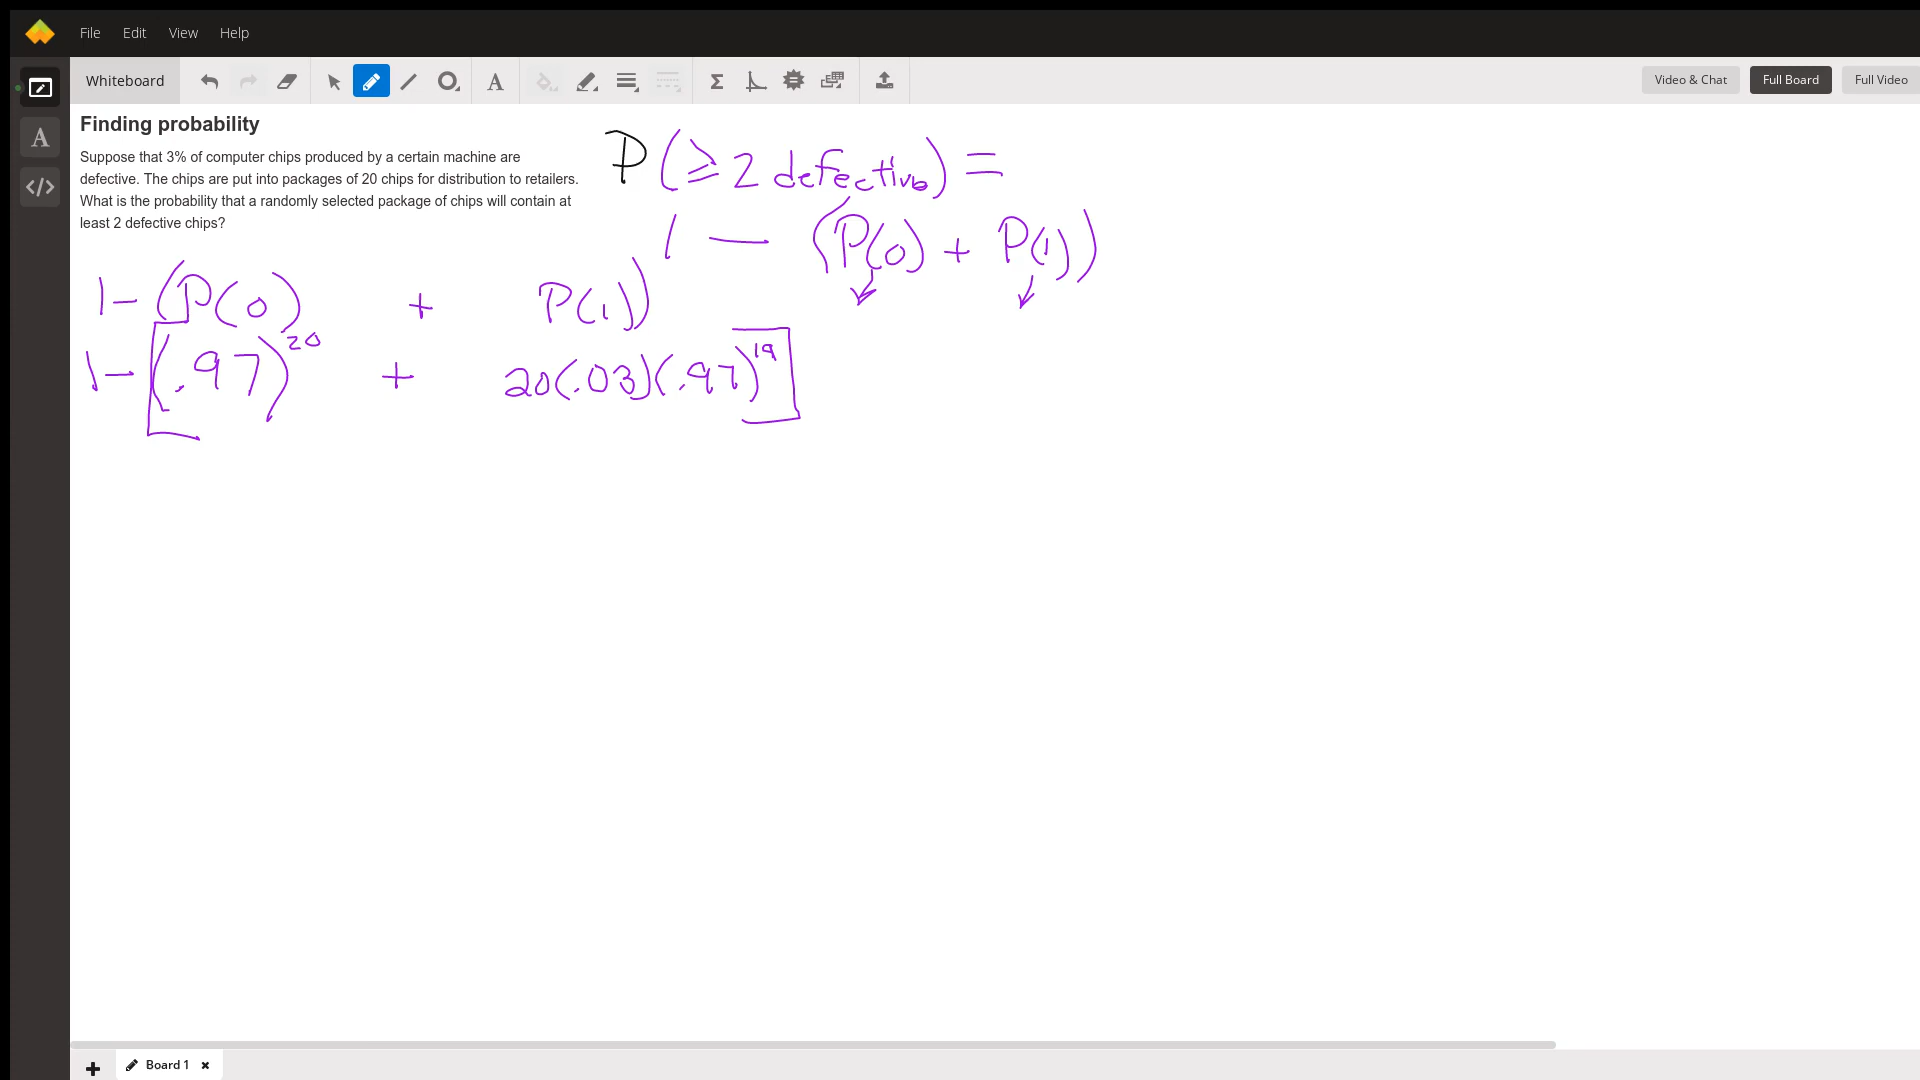 File Edit View Help
Whiteboard
A
Σ
Video & Chat Full Board Full Video
A
</>
Finding probability
Suppose that 3% of computer chips produced by a certain machine are
defective. The chips are put into packages of 20 chips for distribution to retailers.
What is the probability that a randomly selected package of chips will contain at
least 2 defective chips?
P(≥ 2 defective) =
1 − (P(0) + P(1))
1 − (P(0) + P(1))
1 − [(.97)^20 + 20(.03)(.97)^19]
Board 1